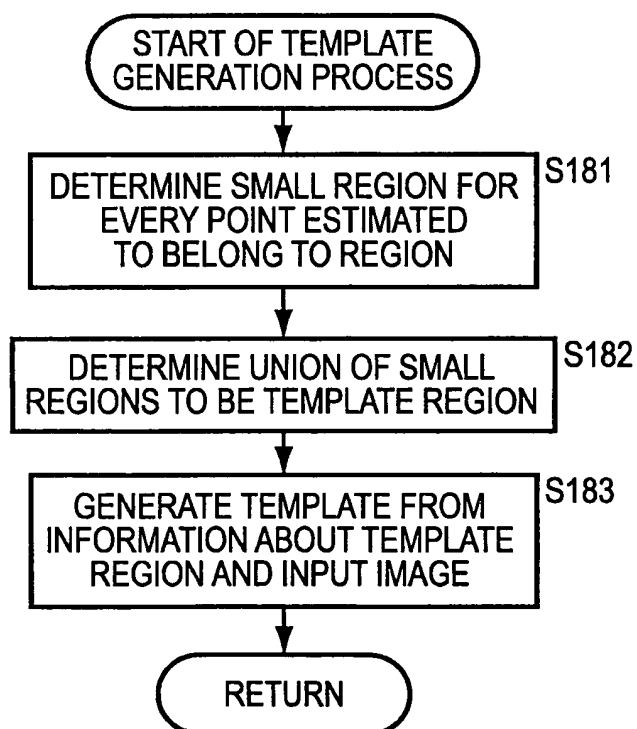 START OF TEMPLATE
GENERATION PROCESS
S181
DETERMINE SMALL REGION FOR
EVERY POINT ESTIMATED
TO BELONG TO REGION
S182
DETERMINE UNION OF SMALL
REGIONS TO BE TEMPLATE REGION
S183
GENERATE TEMPLATE FROM
INFORMATION ABOUT TEMPLATE
REGION AND INPUT IMAGE
RETURN